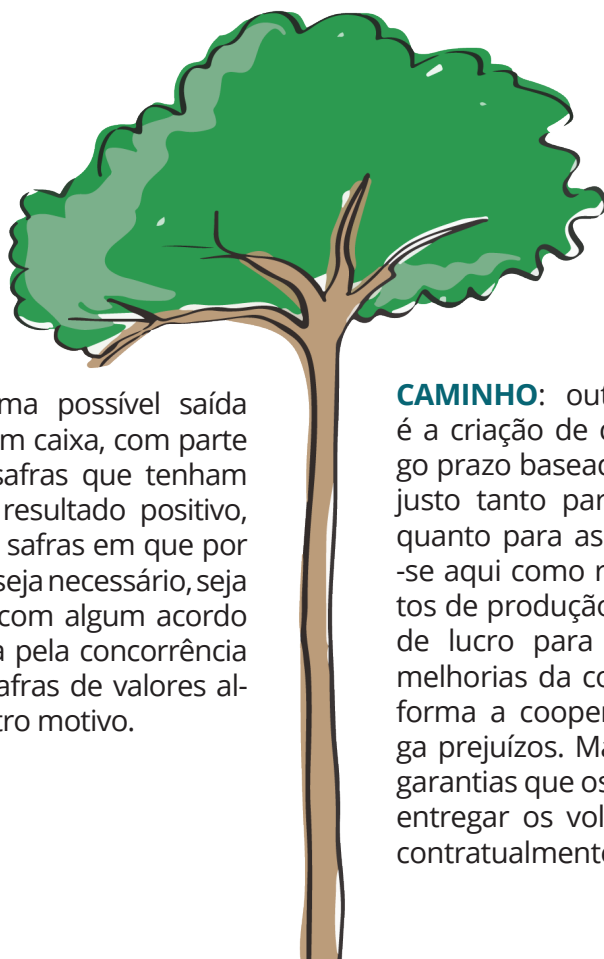 ma possível saída
m caixa, com parte
safras que tenham
resultado positivo,
safras em que por
seja necessário, seja
com algum acordo
a pela concorrência
afras de valores al-
tro motivo.
CAMINHO: out
é a criação de
go prazo basead
justo tanto par
quanto para as
-se aqui como
tos de produção
de lucro para
melhorias da co
forma a cooper
ga prejuízos. Ma
garantias que os
entregar os vol
contratualment